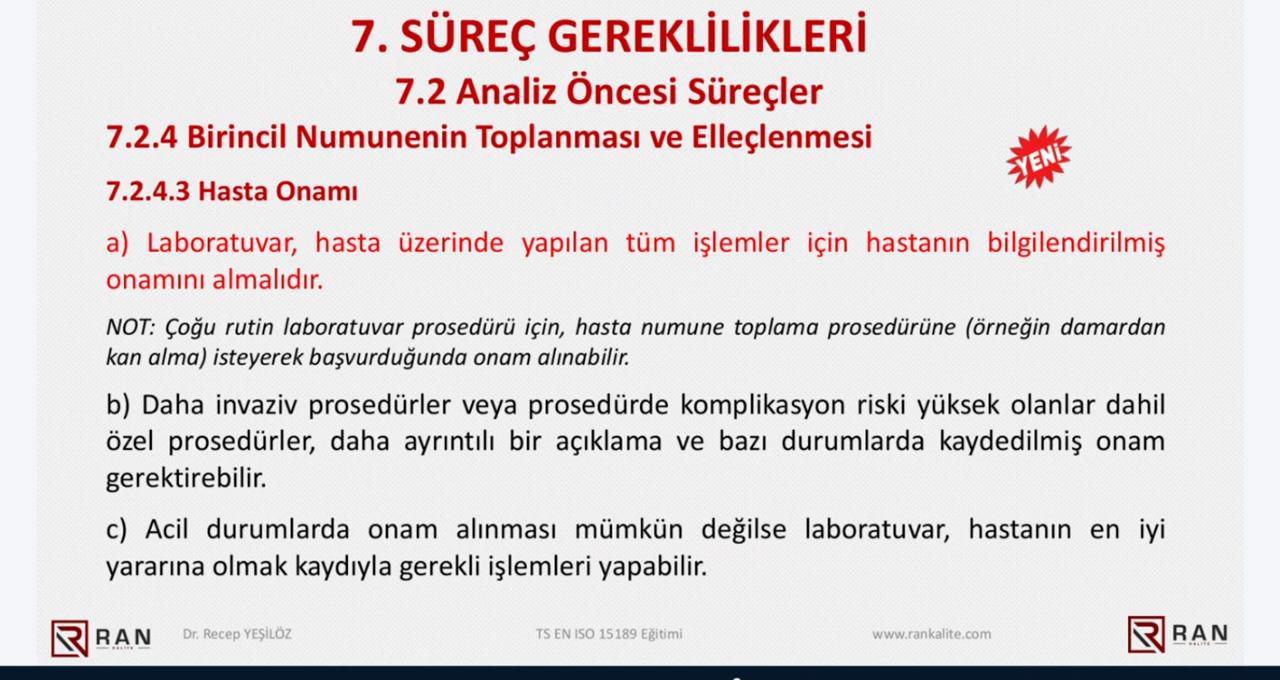 7. SÜREÇ GEREKLİLİKLERİ
7.2 Analiz Öncesi Süreçler
7.2.4 Birincil Numunenin Toplanması ve Elleçlenmesi
YENİ
7.2.4.3 Hasta Onamı
a) Laboratuvar, hasta üzerinde yapılan tüm işlemler için hastanın bilgilendirilmiş
onamını almalıdır.
NOT: Çoğu rutin laboratuvar prosedürü için, hasta numune toplama prosedürüne (örneğin damardan
kan alma) isteyerek başvurduğunda onam alınabilir.
b) Daha invaziv prosedürler veya prosedürde komplikasyon riski yüksek olanlar dahil
özel prosedürler, daha ayrıntılı bir açıklama ve bazı durumlarda kaydedilmiş onam
gerektirebilir.
c) Acil durumlarda onam alınması mümkün değilse laboratuvar, hastanın en iyi
yararına olmak kaydıyla gerekli işlemleri yapabilir.
RAN
KALİTE
Dr. Recep YEŞİLÖZ
TS EN ISO 15189 Eğitimi
www.rankalite.com
RAN
KALİTE